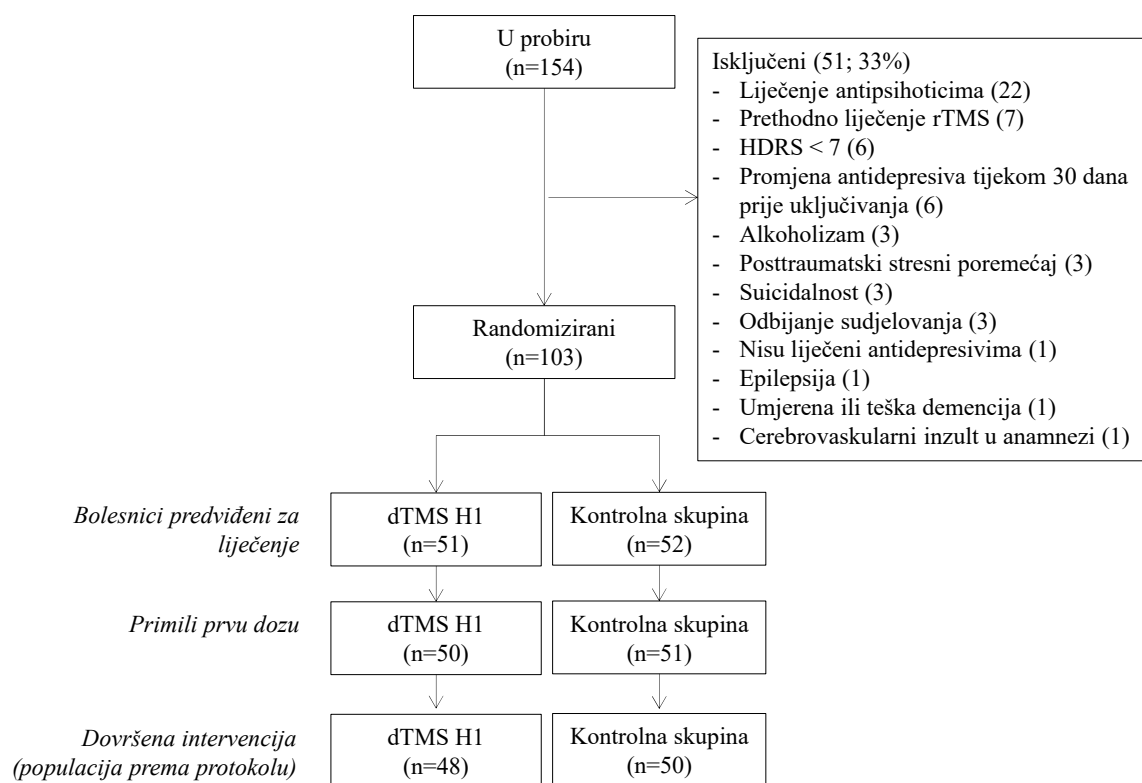 U probiru
(n=154)
Isključeni (51; 33%)
- Liječenje antipsihoticima (22)
- Prethodno liječenje rTMS (7)
- HDRS < 7 (6)
- Promjena antidepresiva tijekom 30 dana
prije uključivanja (6)
- Alkoholizam (3)
- Posttraumatski stresni poremećaj (3)
- Suicidalnost (3)
- Odbijanje sudjelovanja (3)
- Nisu liječeni antidepresivima (1)
- Epilepsija (1)
- Umjerena ili teška demencija (1)
- Cerebrovaskularni inzult u anamnezi (1)
Randomizirani
(n=103)
Bolesnici predviđeni za
liječenje
dTMS H1
(n=51)
Kontrolna skupina
(n=52)
Primili prvu dozu
dTMS H1
(n=50)
Kontrolna skupina
(n=51)
Dovršena intervencija
(populacija prema protokolu)
dTMS H1
(n=48)
Kontrolna skupina
(n=50)